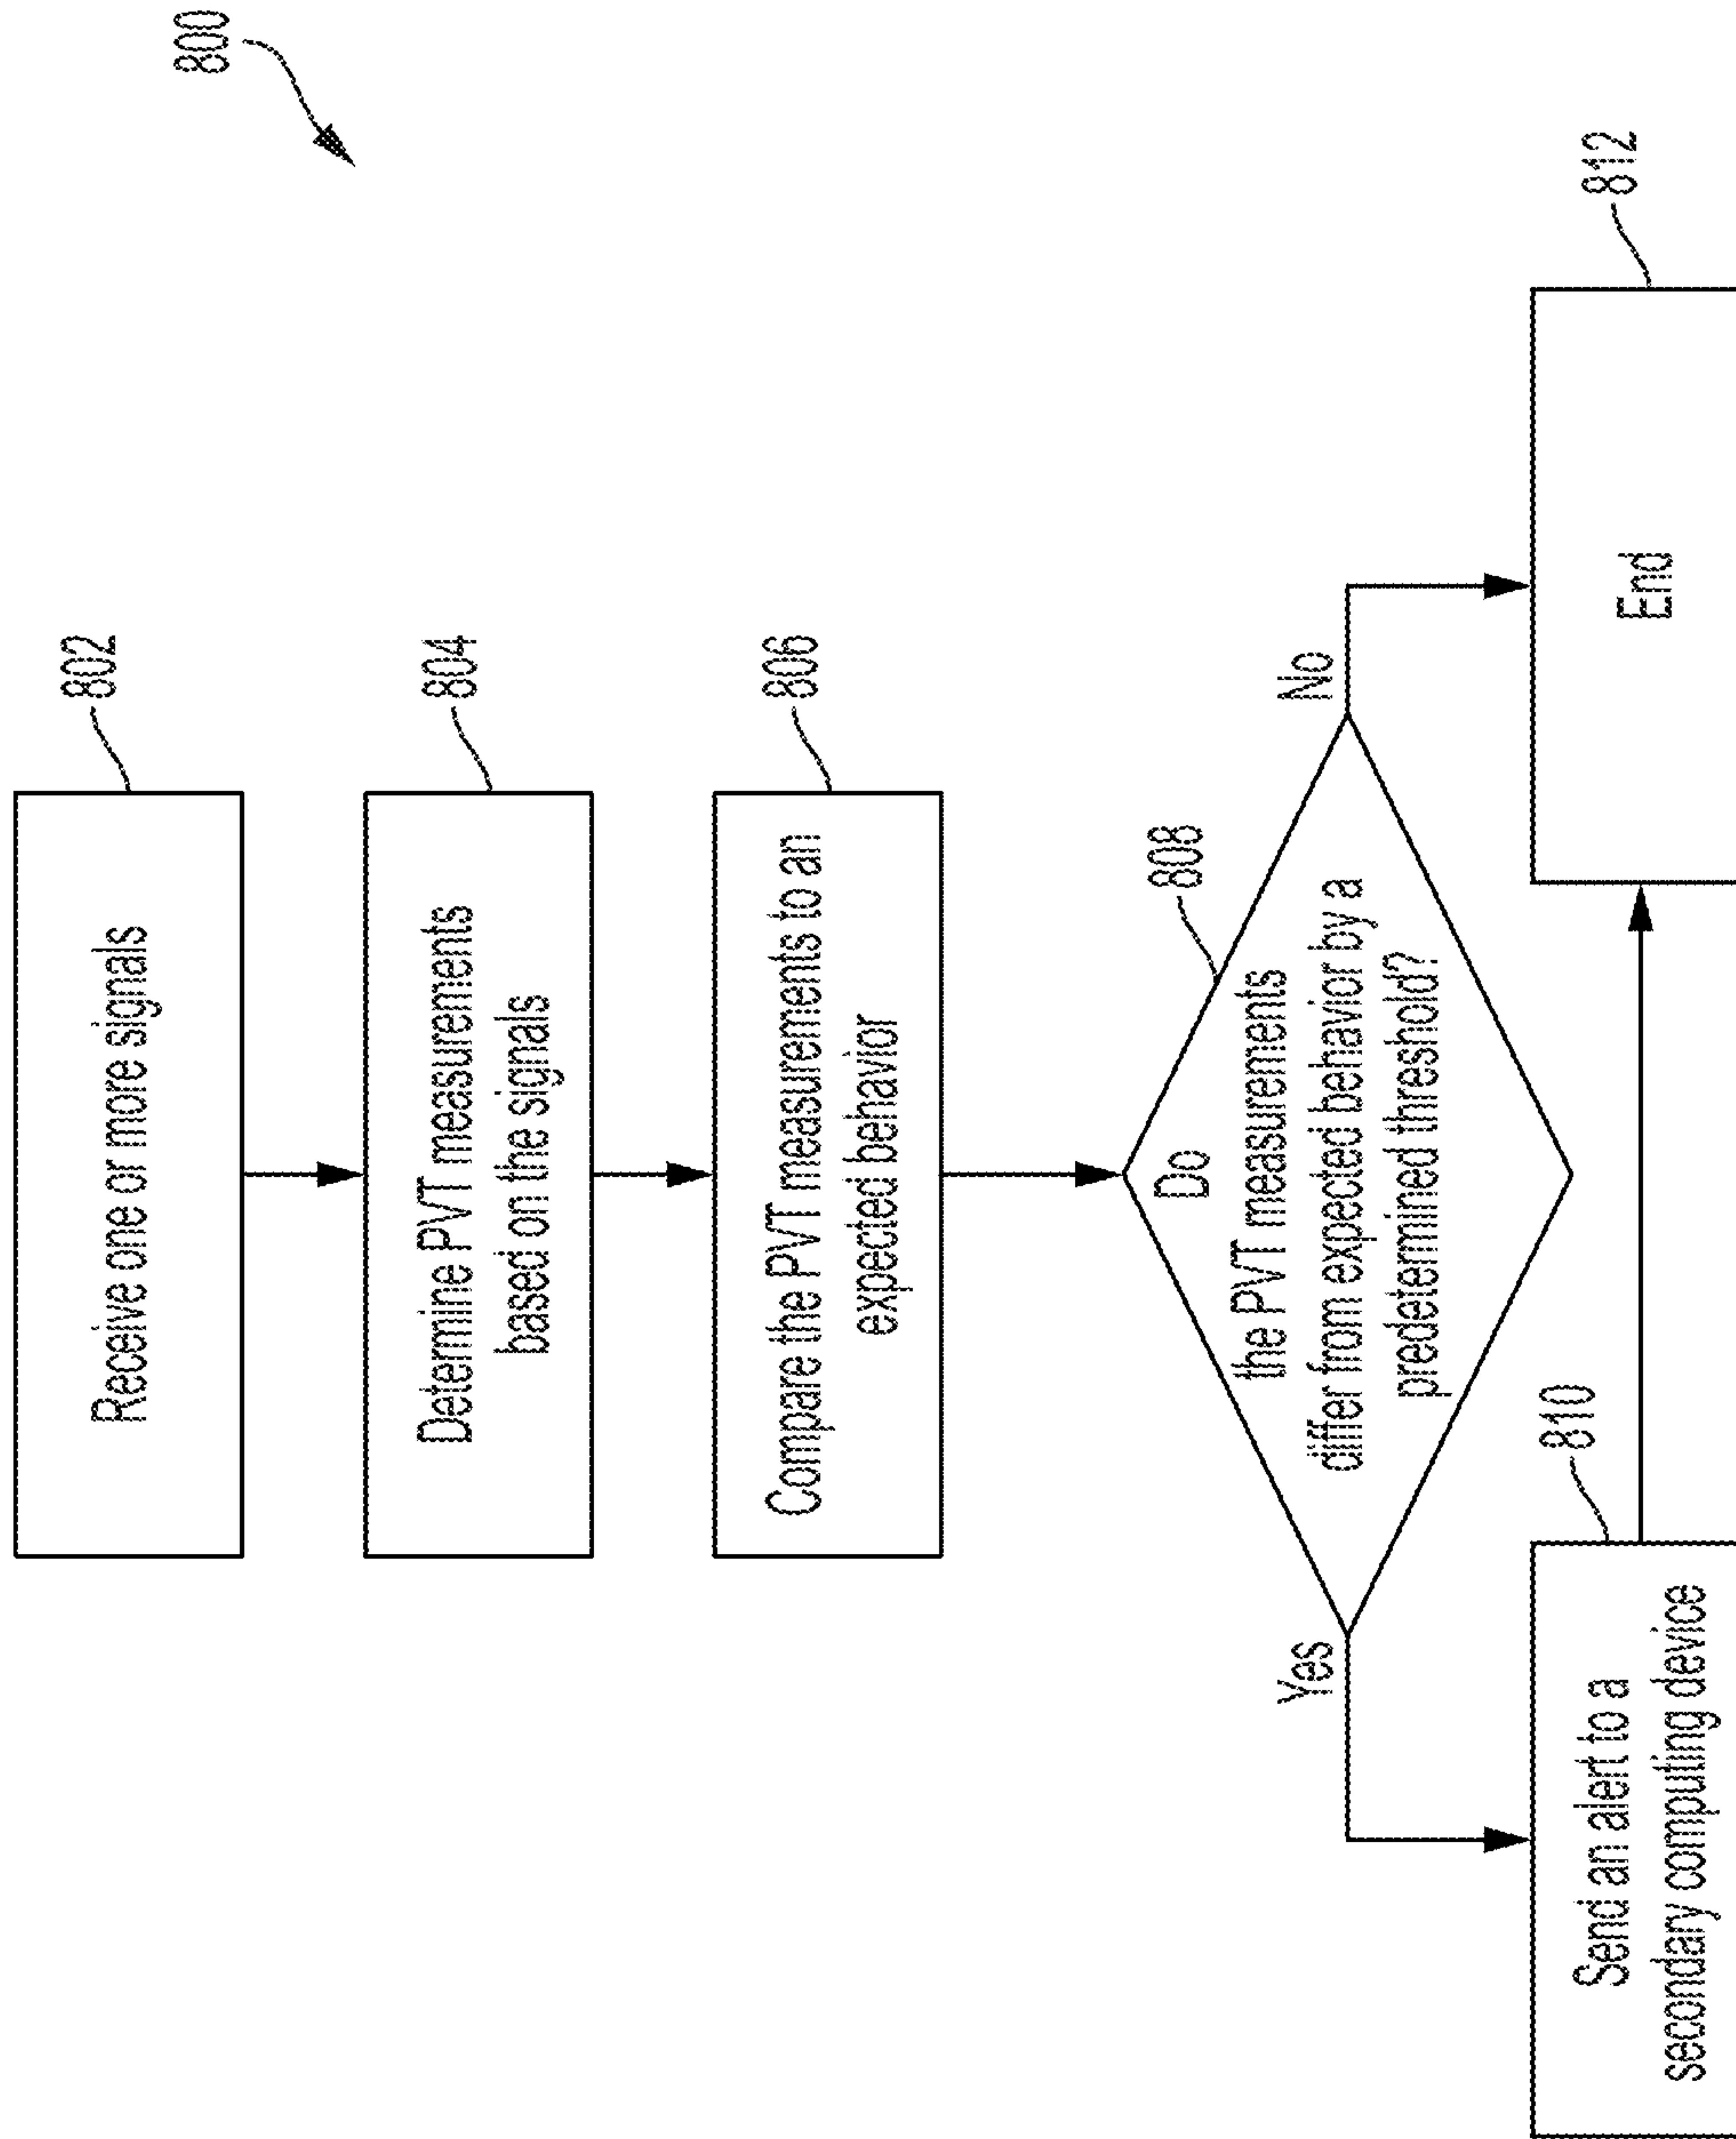 800
802
Receive one or more signals
804
Determine PVT measurements
based on the signals
806
Compare the PVT measurements to an
expected behavior
808
Do
the PVT measurements
differ from expected behavior by a
predetermined threshold?
Yes
No
810
Send an alert to a
secondary computing device
812
End